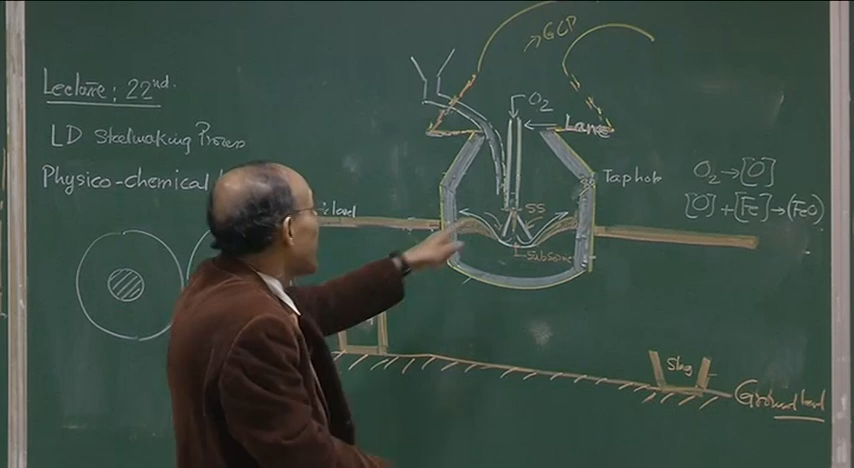 Lecture: 22nd.
LD Steelmaking Process
Physico-chemical
GCP
O2
Lance
Taphole
O2→[O]
[O]+[Fe]→(FeO)
level
SS
Subsonic
Slag
Ground level